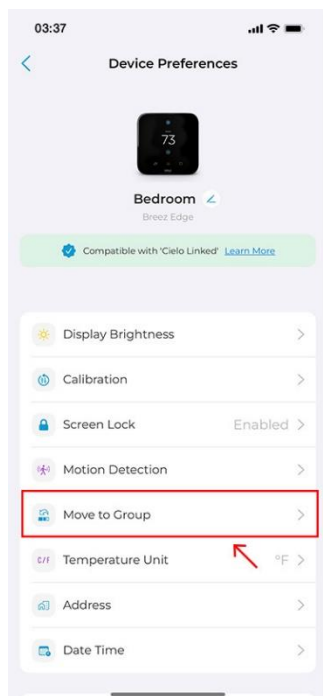 03:37
Device Preferences
73
Bedroom
Breez Edge
Compatible with 'Cielo Linked' Learn More
Display Brightness
Calibration
Screen Lock Enabled
Motion Detection
Move to Group
C/F Temperature Unit °F
Address
Date Time